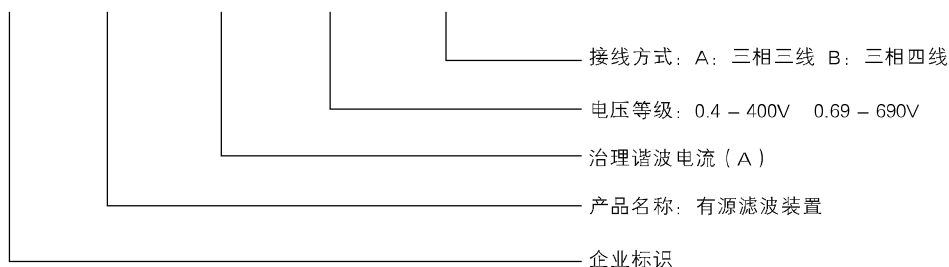 接线方式：A：三相三线 B：三相四线
电压等级：0.4 – 400V 0.69 – 690V
治理谐波电流（A）
产品名称：有源滤波装置
企业标识